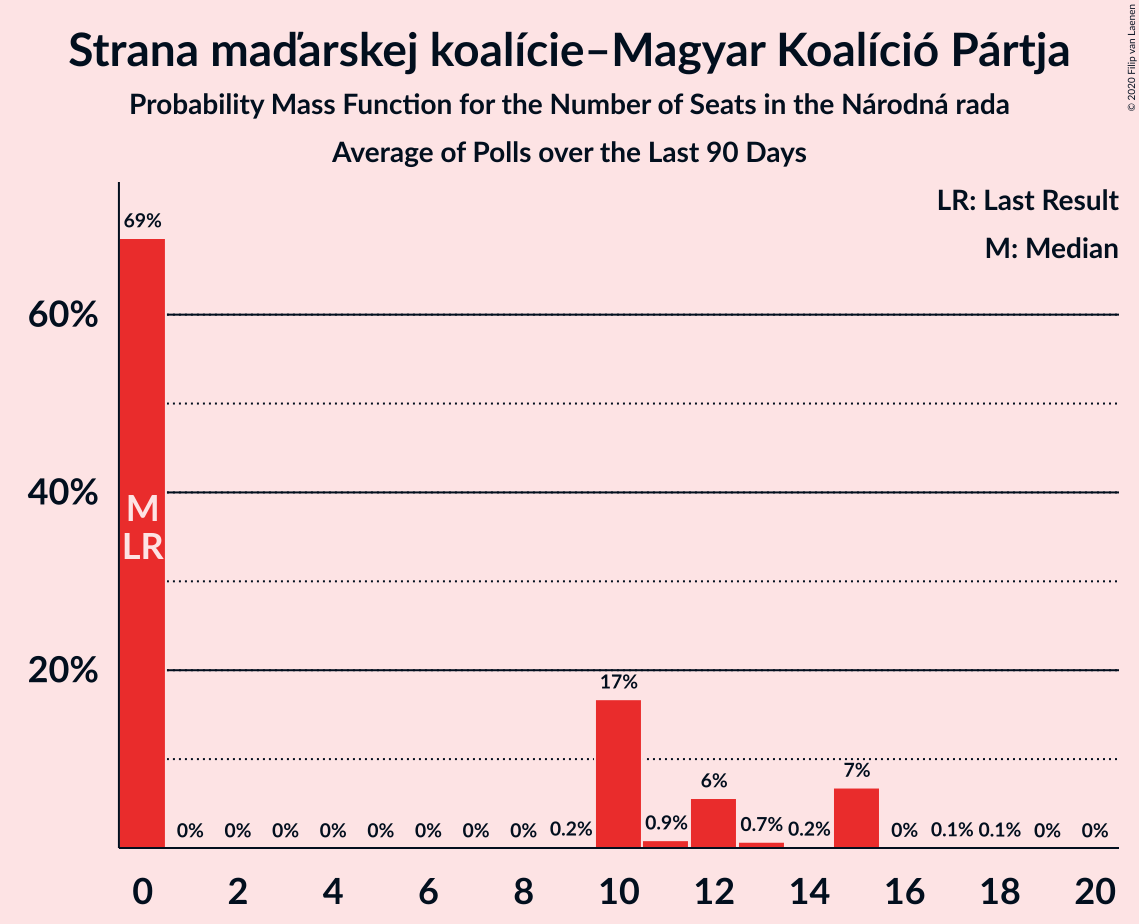 Strana maďarskej koalície–Magyar Koalíció Pártja
Probability Mass Function for the Number of Seats in the Národná rada
Average of Polls over the Last 90 Days
© 2020 Filip van Laenen
LR: Last Result
M: Median
60%
40%
20%
69%
M
LR
0%
0%
0%
0%
0%
0%
0%
0%
0.2%
17%
0.9%
6%
0.7%
0.2%
7%
0%
0.1%
0.1%
0%
0%
0 2 4 6 8 10 12 14 16 18 20